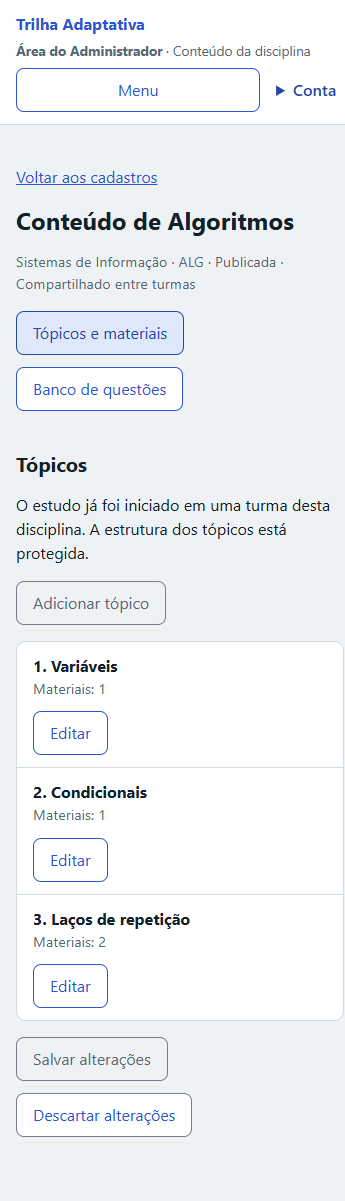 Trilha Adaptativa
Área do Administrador · Conteúdo da disciplina
Menu
Conta
Voltar aos cadastros
Conteúdo de Algoritmos
Sistemas de Informação · ALG · Publicada ·
Compartilhado entre turmas
Tópicos e materiais
Banco de questões
Tópicos
O estudo já foi iniciado em uma turma desta
disciplina. A estrutura dos tópicos está
protegida.
Adicionar tópico
1. Variáveis
Materiais: 1
Editar
2. Condicionais
Materiais: 1
Editar
3. Laços de repetição
Materiais: 2
Editar
Salvar alterações
Descartar alterações